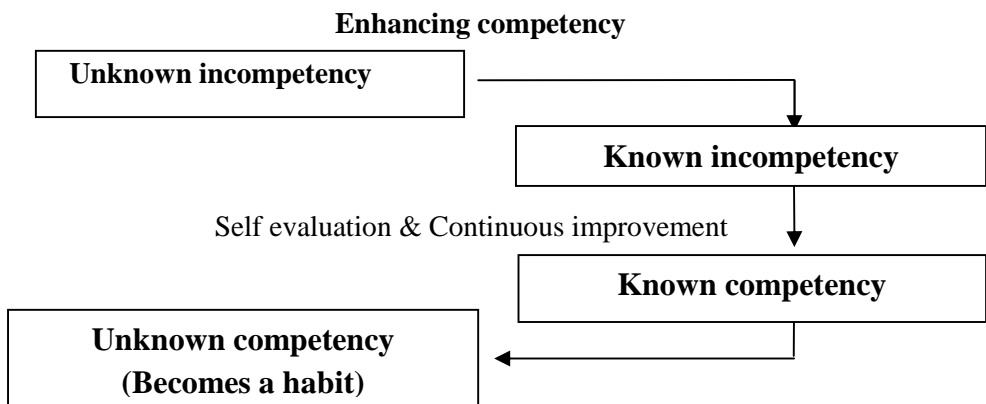 Enhancing competency
Unknown incompetency
Known incompetency
Self evaluation & Continuous improvement
Known competency
Unknown competency
(Becomes a habit)